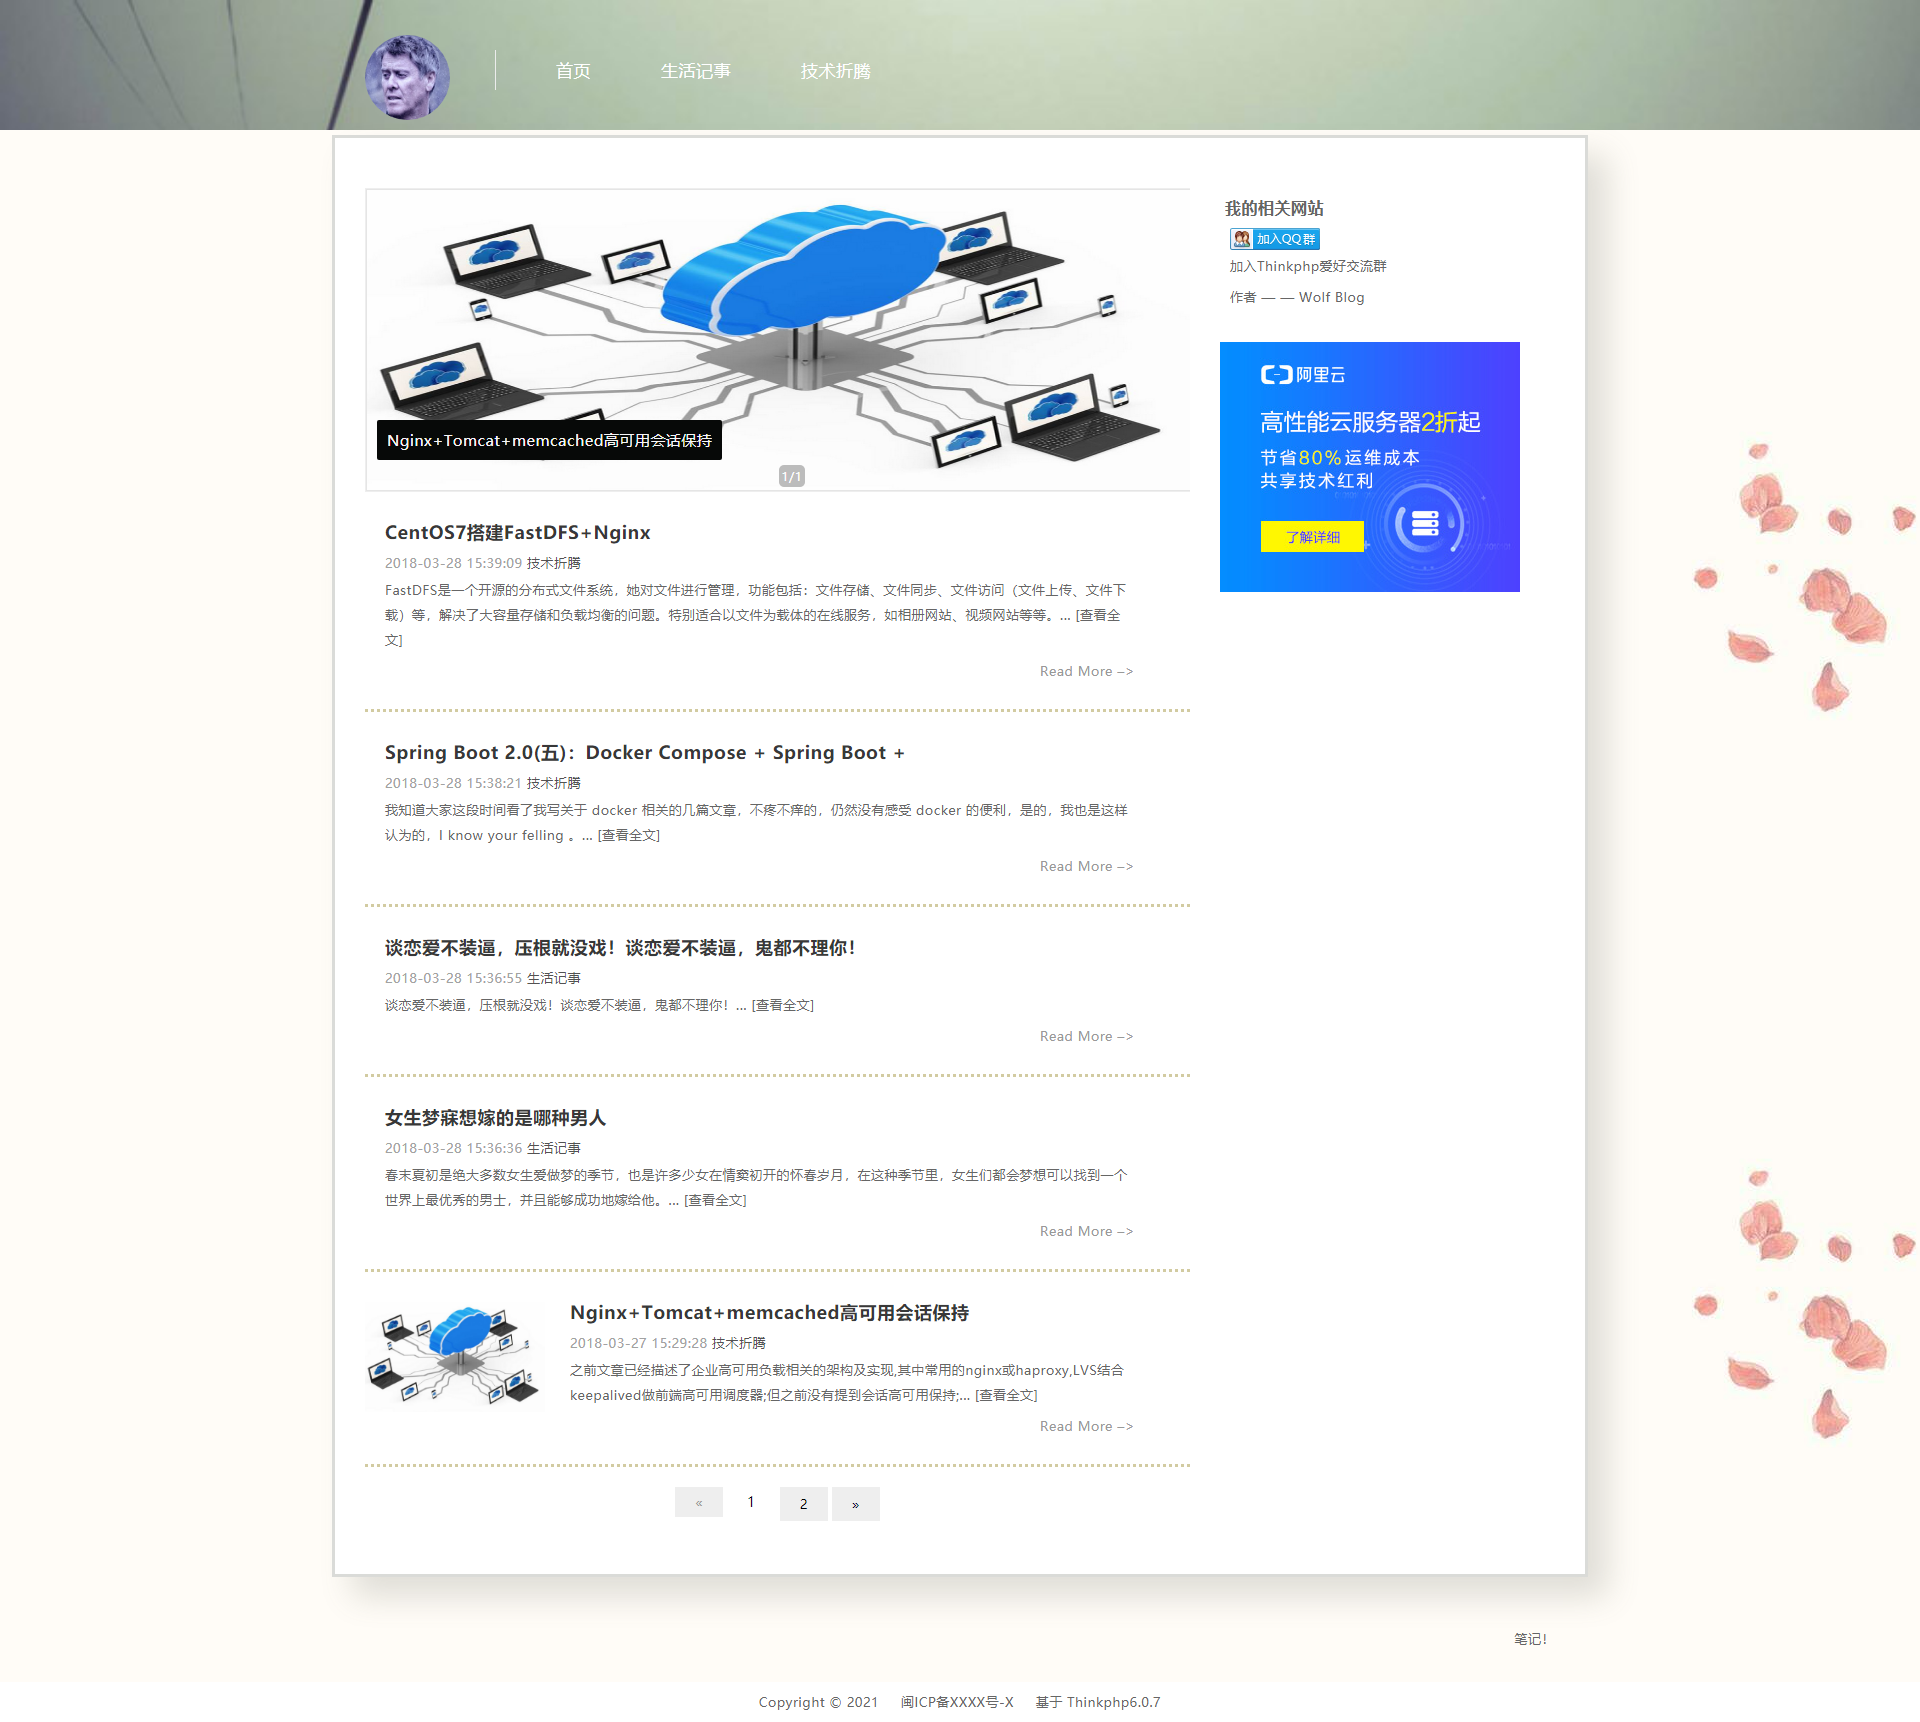 首页
生活记事
技术折腾
Nginx+Tomcat+memcached高可用会话保持
1/1
我的相关网站
加入QQ群
加入Thinkphp爱好交流群
作者 — — Wolf Blog
阿里云
高性能云服务器2折起
节省80%运维成本
共享技术红利
了解详细
CentOS7搭建FastDFS+Nginx
2018-03-28 15:39:09 技术折腾
FastDFS是一个开源的分布式文件系统，她对文件进行管理，功能包括：文件存储、文件同步、文件访问（文件上传、文件下
载）等，解决了大容量存储和负载均衡的问题。特别适合以文件为载体的在线服务，如相册网站、视频网站等等。... [查看全
文]
Read More –>
Spring Boot 2.0(五)：Docker Compose + Spring Boot +
2018-03-28 15:38:21 技术折腾
我知道大家这段时间看了我写关于 docker 相关的几篇文章，不疼不痒的，仍然没有感受 docker 的便利，是的，我也是这样
认为的，I know your felling 。... [查看全文]
Read More –>
谈恋爱不装逼，压根就没戏！谈恋爱不装逼，鬼都不理你！
2018-03-28 15:36:55 生活记事
谈恋爱不装逼，压根就没戏！谈恋爱不装逼，鬼都不理你！... [查看全文]
Read More –>
女生梦寐想嫁的是哪种男人
2018-03-28 15:36:36 生活记事
春末夏初是绝大多数女生爱做梦的季节，也是许多少女在情窦初开的怀春岁月，在这种季节里，女生们都会梦想可以找到一个
世界上最优秀的男士，并且能够成功地嫁给他。... [查看全文]
Read More –>
Nginx+Tomcat+memcached高可用会话保持
2018-03-27 15:29:28 技术折腾
之前文章已经描述了企业高可用负载相关的架构及实现,其中常用的nginx或haproxy,LVS结合
keepalived做前端高可用调度器;但之前没有提到会话高可用保持;... [查看全文]
Read More –>
« 1 2 »
笔记！
Copyright © 2021 闽ICP备XXXX号-X 基于 Thinkphp6.0.7